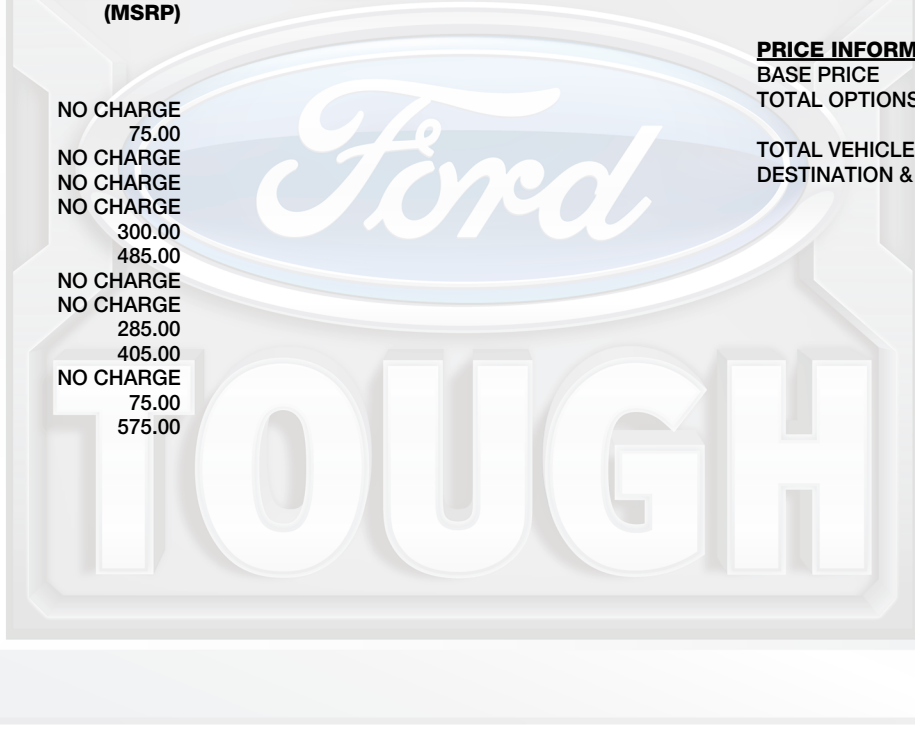 (MSRP)
NO CHARGE
75.00
NO CHARGE
NO CHARGE
NO CHARGE
300.00
485.00
NO CHARGE
NO CHARGE
285.00
405.00
NO CHARGE
75.00
575.00
PRICE INFORM
BASE PRICE
TOTAL OPTIONS
TOTAL VEHICLE
DESTINATION &
Ford
TOUGH